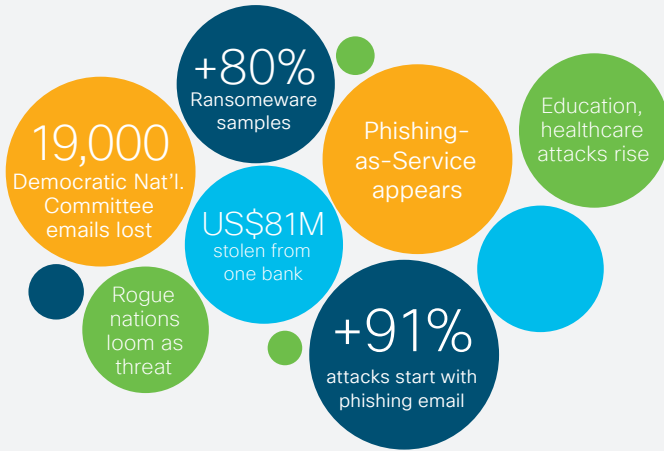 +80%
Ransomeware
samples
19,000
Democratic Nat'l.
Committee
emails lost
Phishing-
as-Service
appears
Education,
healthcare
attacks rise
US$81M
stolen from
one bank
Rogue
nations
loom as
threat
+91%
attacks start with
phishing email